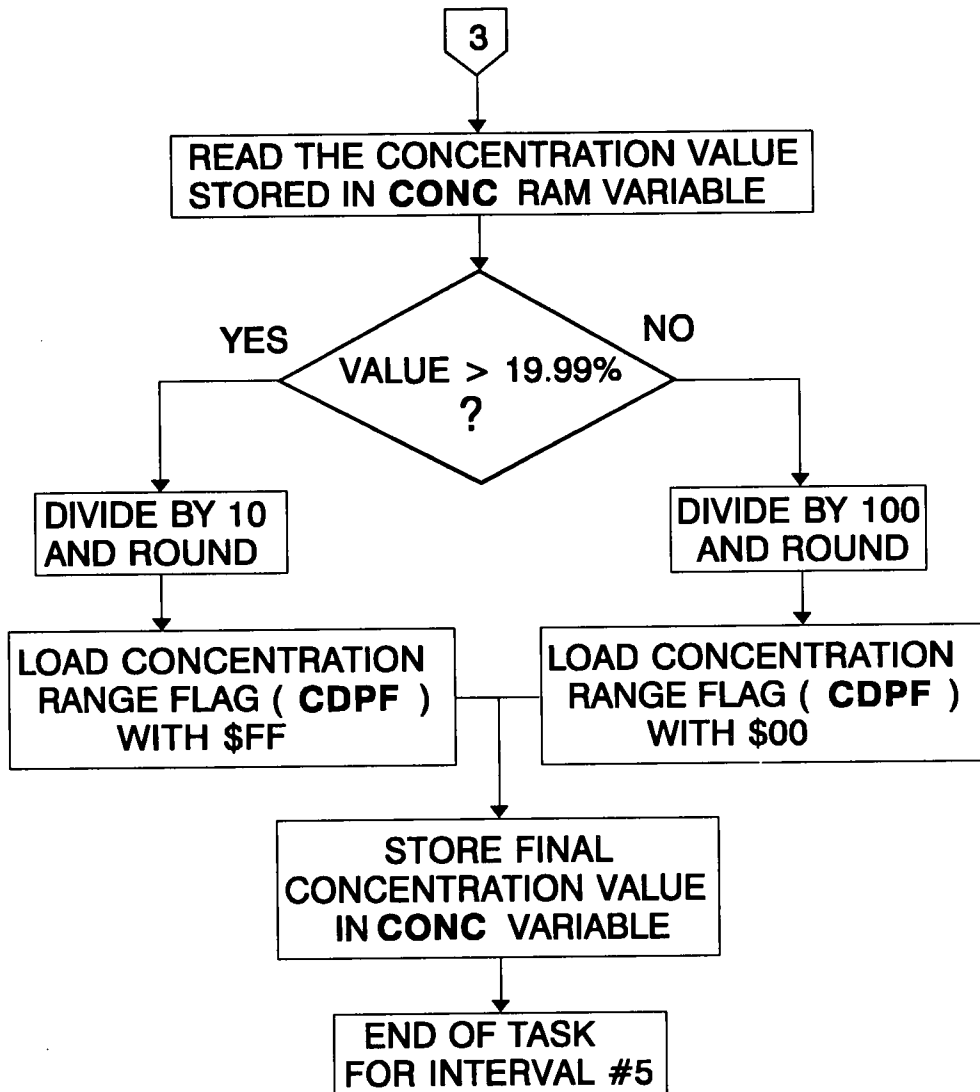 3
READ THE CONCENTRATION VALUE
STORED IN CONC RAM VARIABLE
YES
NO
VALUE > 19.99%
?
DIVIDE BY 10
AND ROUND
DIVIDE BY 100
AND ROUND
LOAD CONCENTRATION
RANGE FLAG ( CDPF )
WITH $FF
LOAD CONCENTRATION
RANGE FLAG ( CDPF )
WITH $00
STORE FINAL
CONCENTRATION VALUE
IN CONC VARIABLE
END OF TASK
FOR INTERVAL #5